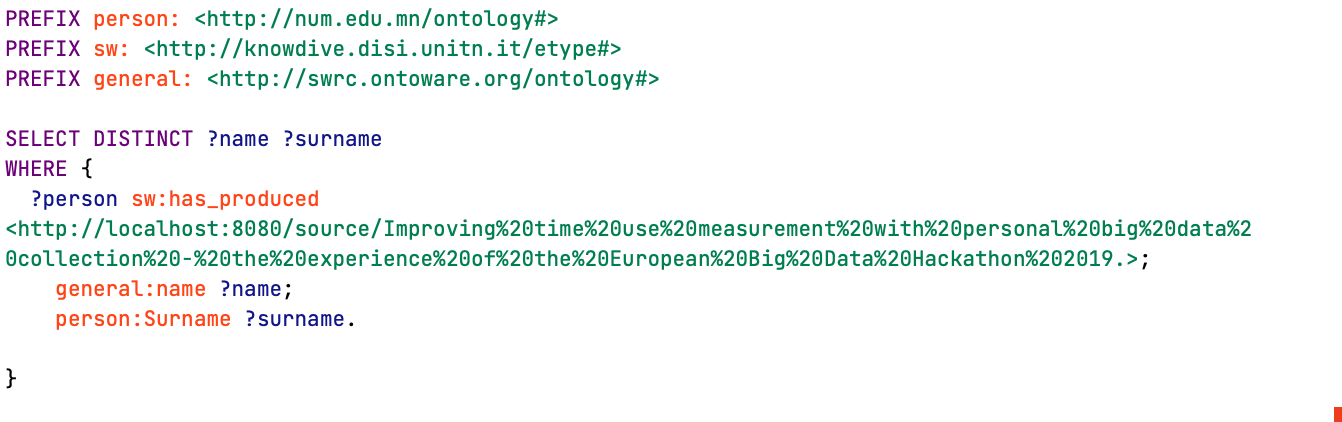 PREFIX person: <http://num.edu.mn/ontology#>
PREFIX sw: <http://knowdive.disi.unitn.it/etype#>
PREFIX general: <http://swrc.ontoware.org/ontology#>
SELECT DISTINCT ?name ?surname
WHERE {
?person sw:has_produced
<http://localhost:8080/source/Improving%20time%20use%20measurement%20with%20personal%20big%20data%2
0collection%20-%20the%20experience%20of%20the%20European%20Big%20Data%20Hackathon%202019.>;
general:name ?name;
person:Surname ?surname.
}